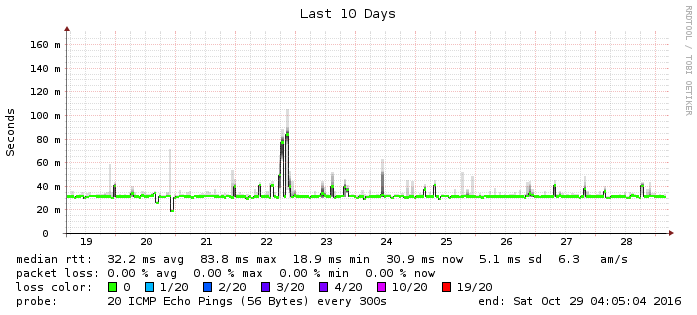 Last 10 Days
RRDTOOL / TOBI OETIKER
Seconds
160 m
140 m
120 m
100 m
80 m
60 m
40 m
20 m
0
19 20 21 22 23 24 25 26 27 28
median rtt: 32.2 ms avg 83.8 ms max 18.9 ms min 30.9 ms now 5.1 ms sd 6.3 am/s
packet loss: 0.00 % avg 0.00 % max 0.00 % min 0.00 % now
loss color: 0 1/20 2/20 3/20 4/20 10/20 19/20
probe: 20 ICMP Echo Pings (56 Bytes) every 300s end: Sat Oct 29 04:05:04 2016